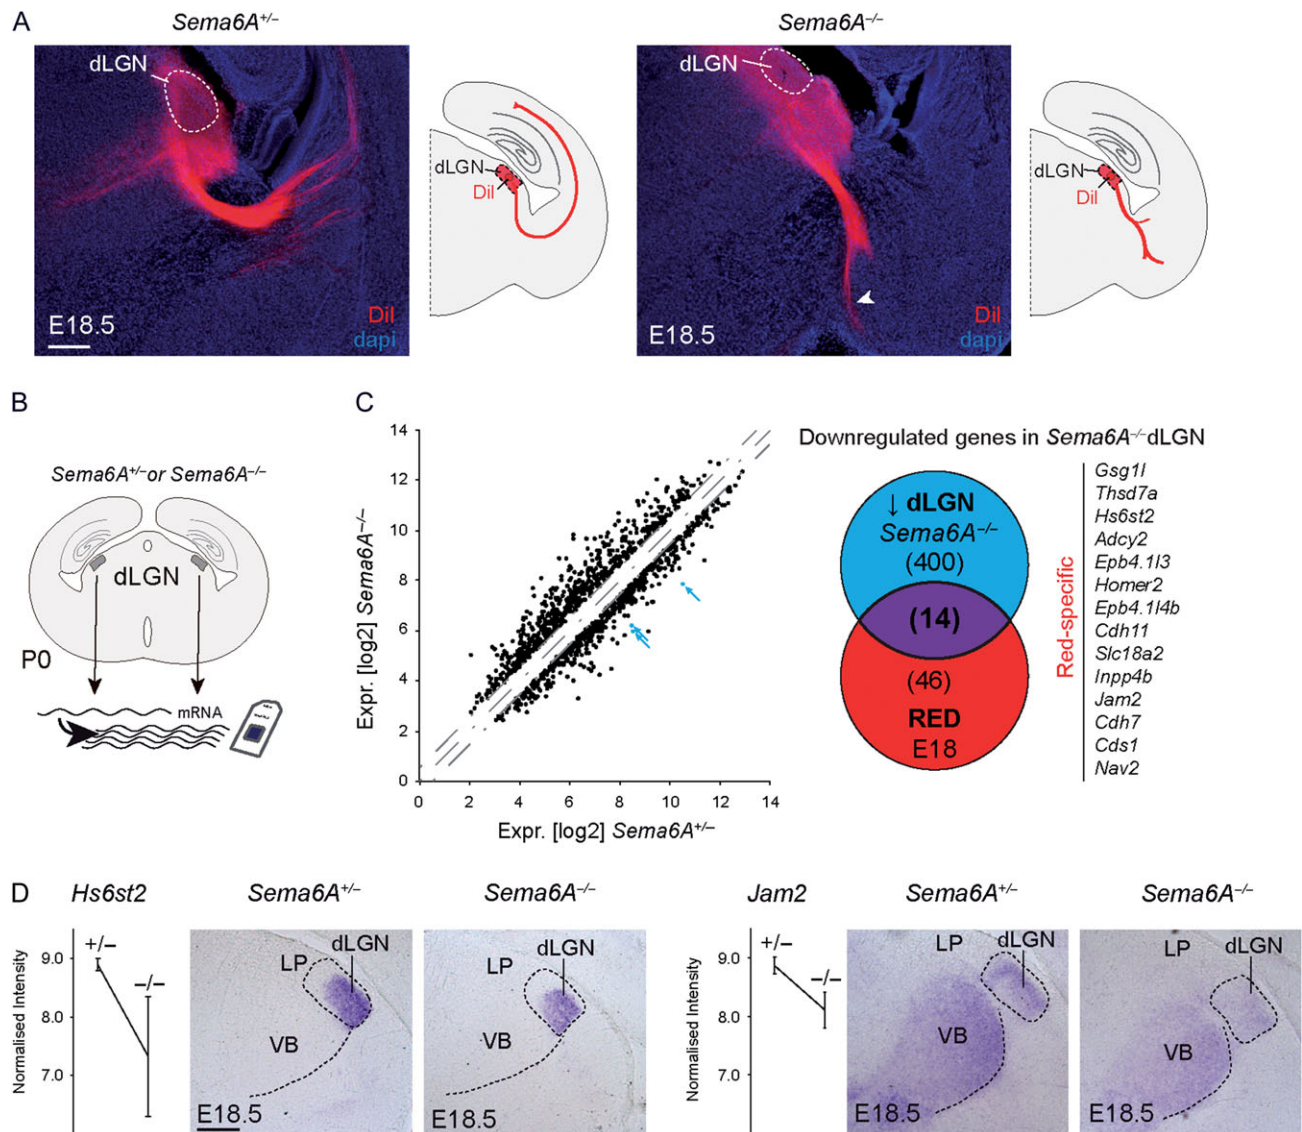 A
Sema6A+/–
Sema6A–/–
dLGN
dLGN
dLGN
DiI
dLGN
DiI
E18.5
DiI
dapi
E18.5
DiI
dapi
B
Sema6A+/–or Sema6A–/–
dLGN
P0
mRNA
C
14
12
10
8
6
4
2
0
0 2 4 6 8 10 12 14
Expr. [log2] Sema6A–/–
Expr. [log2] Sema6A+/–
Downregulated genes in Sema6A–/–dLGN
↓ dLGN
Sema6A–/–
(400)
(14)
(46)
RED
E18
Red-specific
Gsg1l
Thsd7a
Hs6st2
Adcy2
Epb4.1l3
Homer2
Epb4.1l4b
Cdh11
Slc18a2
Inpp4b
Jam2
Cdh7
Cds1
Nav2
D
Hs6st2
Sema6A+/–
Sema6A–/–
Jam2
Sema6A+/–
Sema6A–/–
Normalised Intensity
9.0
8.0
7.0
+/–
–/–
LP
dLGN
VB
E18.5
dLGN
LP
VB
E18.5
Normalised Intensity
9.0
8.0
7.0
+/–
–/–
LP
dLGN
VB
E18.5
LP
dLGN
VB
E18.5